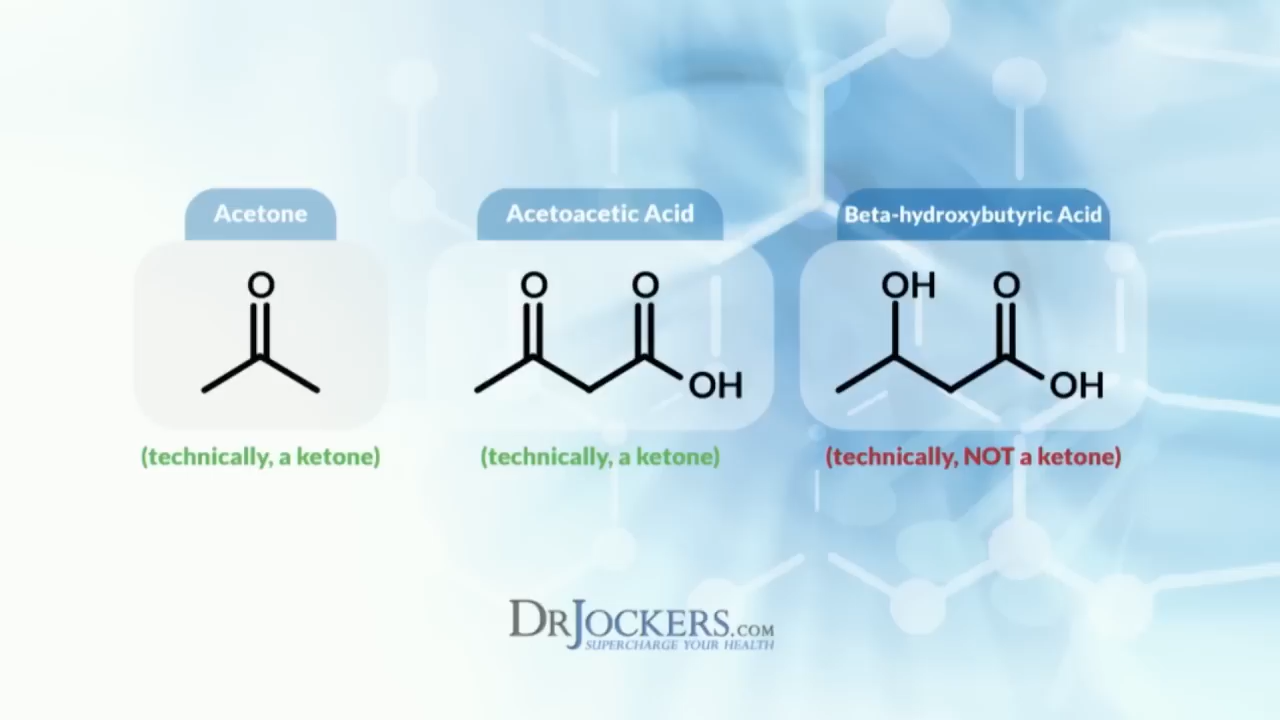 Acetone
Acetoacetic Acid
Beta-hydroxybutyric Acid
O
O
O
OH
OH
O
OH
(technically, a ketone)
(technically, a ketone)
(technically, NOT a ketone)
DRJOCKERS.COM
SUPERCHARGE YOUR HEALTH